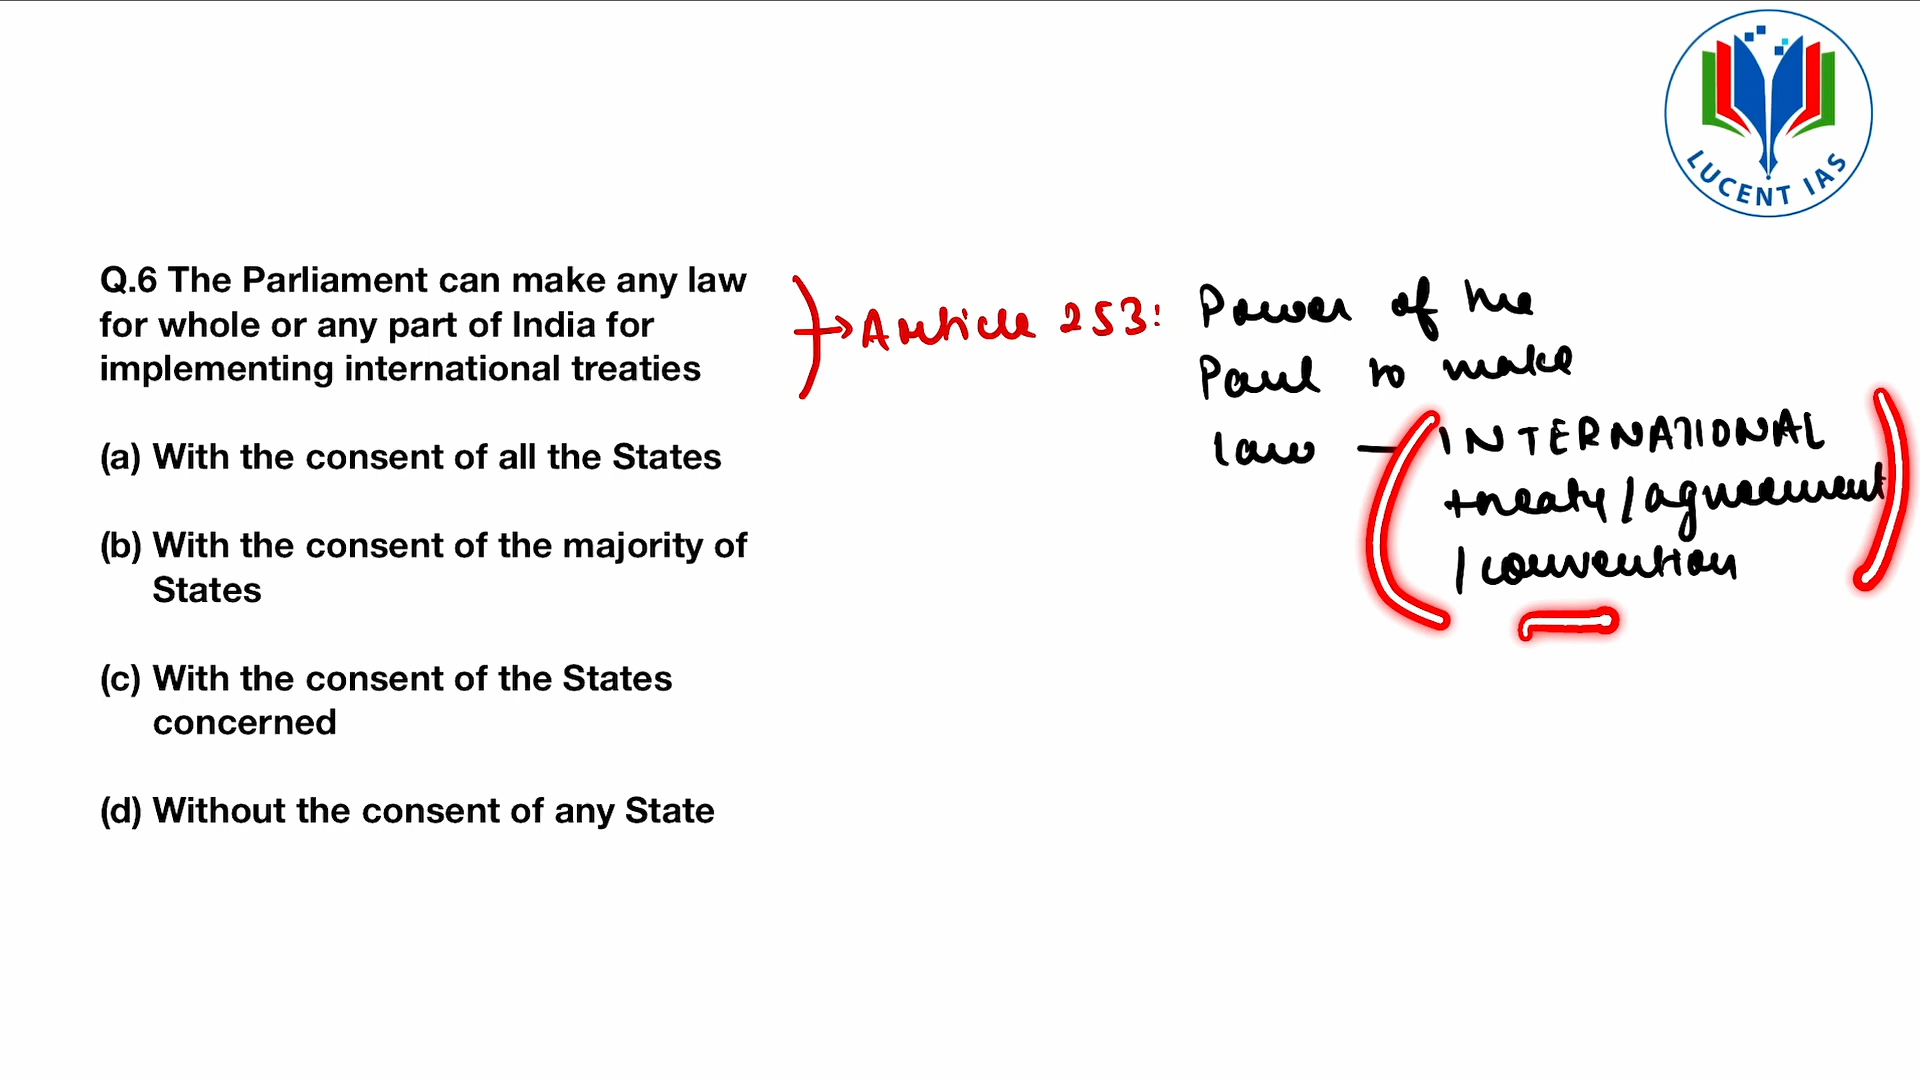 LUCENT IAS
Q.6 The Parliament can make any law
for whole or any part of India for
implementing international treaties
(a) With the consent of all the States
(b) With the consent of the majority of
States
(c) With the consent of the States
concerned
(d) Without the consent of any State
Article 253:
Power of the
Parl to make
law – INTERNATIONAL
treaty/agreement
/convention